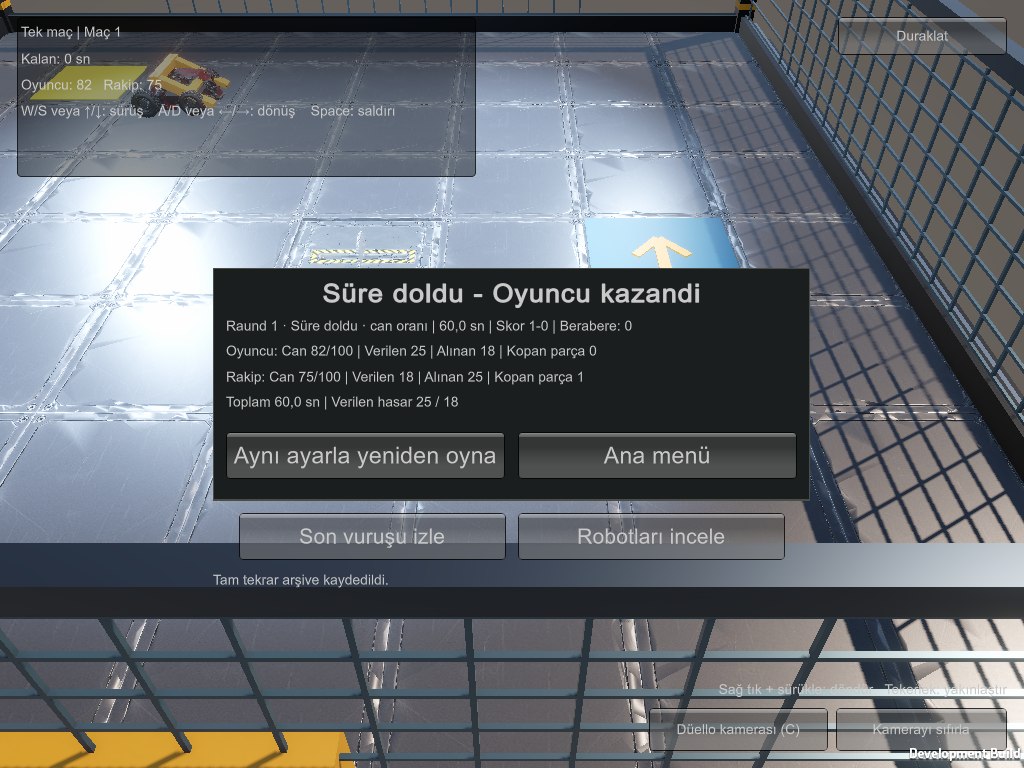 Tek maç | Maç 1
Duraklat
Kalan: 0 sn
Oyuncu: 82 Rakip: 75
W/S veya ↑/↓: sürüş A/D veya ←/→: dönüş Space: saldırı
Süre doldu - Oyuncu kazandi
Raund 1 · Süre doldu · can oranı | 60,0 sn | Skor 1-0 | Berabere: 0
Oyuncu: Can 82/100 | Verilen 25 | Alınan 18 | Kopan parça 0
Rakip: Can 75/100 | Verilen 18 | Alınan 25 | Kopan parça 1
Toplam 60,0 sn | Verilen hasar 25 / 18
Aynı ayarla yeniden oyna
Ana menü
Son vuruşu izle
Robotları incele
Tam tekrar arşive kaydedildi.
Sağ tık + sürükle: döndür Tekerlek: yakınlaştır
Düello kamerası (C)
Kamerayı sıfırla
Development Build